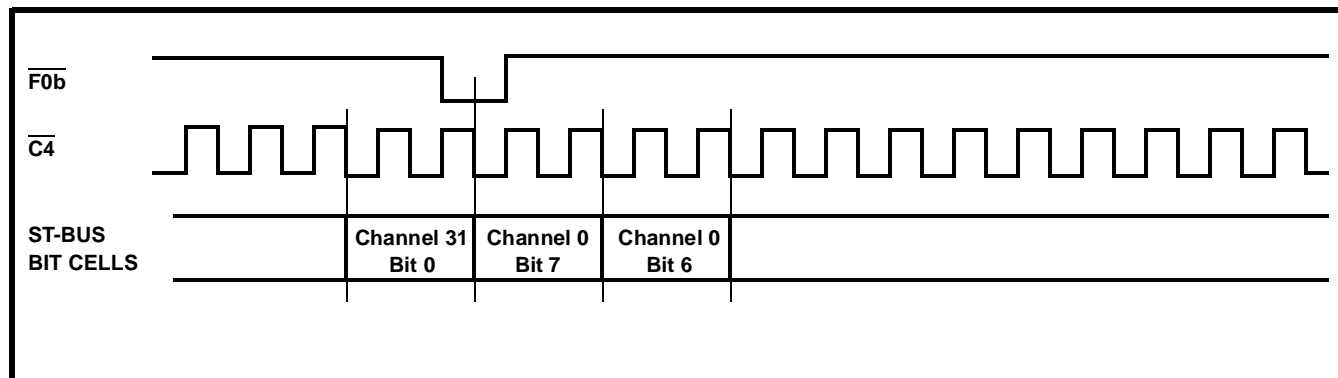 F0b
C4
ST-BUS
BIT CELLS
Channel 31
Bit 0
Channel 0
Bit 7
Channel 0
Bit 6